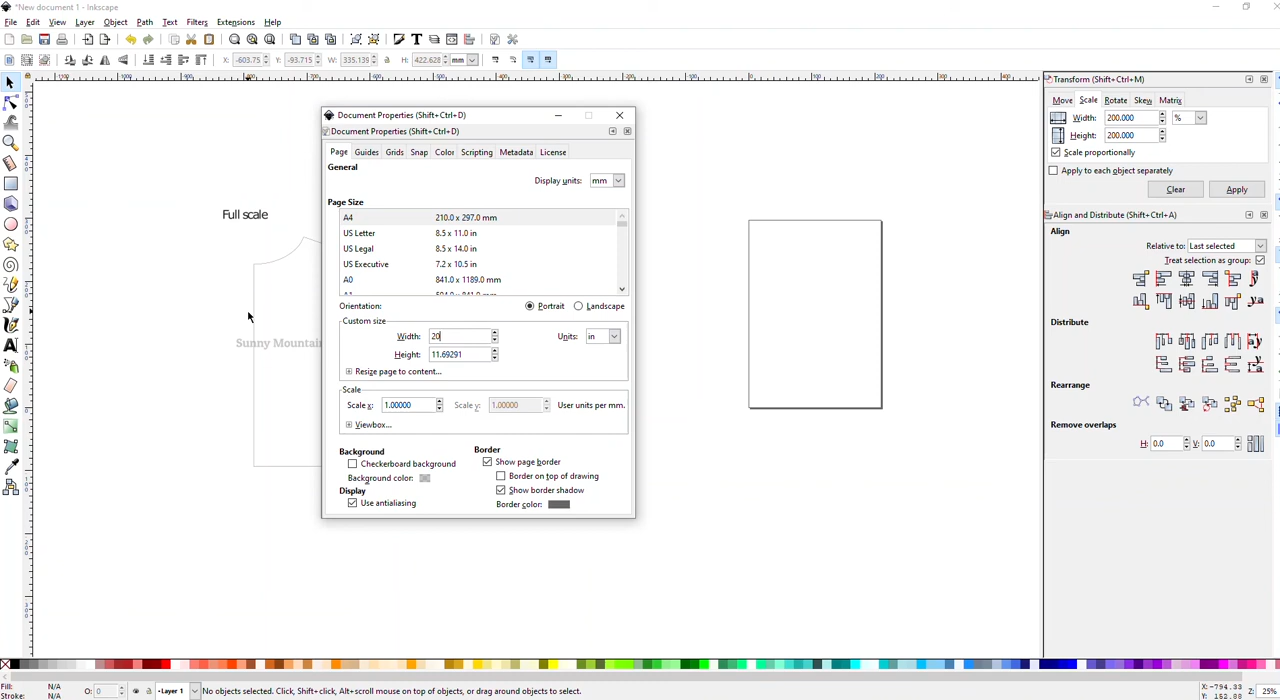 *New document 1 - Inkscape
File Edit View Layer Object Path Text Filters Extensions Help
X: -603.75 Y: -93.715 W: 335.139 H: 422.628 mm
Full scale
Sunny Mountain
Document Properties (Shift+Ctrl+D)
Document Properties (Shift+Ctrl+D)
Page Guides Grids Snap Color Scripting Metadata License
General
Display units: mm
Page Size
A4 210.0 x 297.0 mm
US Letter 8.5 x 11.0 in
US Legal 8.5 x 14.0 in
US Executive 7.2 x 10.5 in
A0 841.0 x 1189.0 mm
Orientation: Portrait Landscape
Custom size
Width: 20 Units: in
Height: 11.69291
Resize page to content...
Scale
Scale x: 1.00000 Scale y: 1.00000 User units per mm.
Viewbox...
Background
Checkerboard background
Background color:
Display
Use antialiasing
Border
Show page border
Border on top of drawing
Show border shadow
Border color:
Transform (Shift+Ctrl+M)
Move Scale Rotate Skew Matrix
Width: 200.000 %
Height: 200.000
Scale proportionally
Apply to each object separately
Clear Apply
Align and Distribute (Shift+Ctrl+A)
Align
Relative to: Last selected
Treat selection as group:
Distribute
Rearrange
Remove overlaps
H: 0.0 V: 0.0
Fill: N/A
Stroke: N/A
O: 0 Layer 1 No objects selected. Click, Shift+click, Alt+scroll mouse on top of objects, or drag around objects to select.
X: -794.33
Y: 152.88
Z: 25%